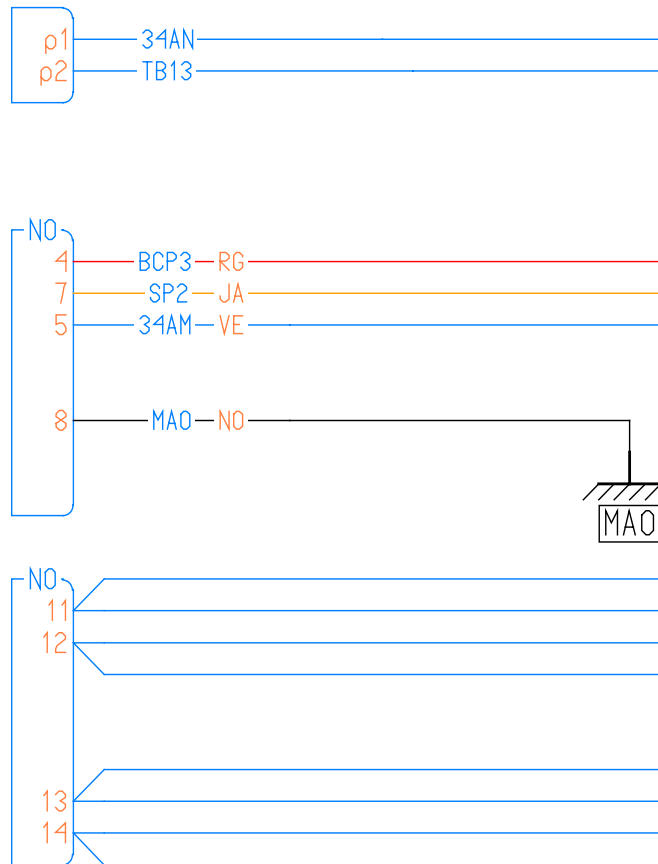 p1 34AN
p2 TB13
NO
4 BCP3 RG
7 SP2 JA
5 34AM VE
8 MAO NO
MAO
NO
11
12
13
14